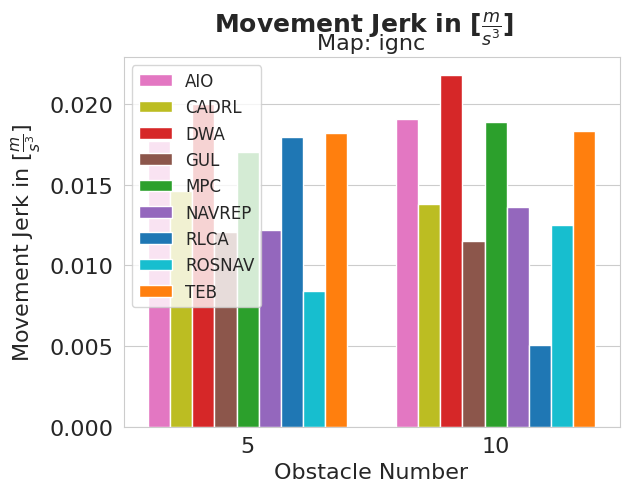 Movement Jerk in [m/s³]
Map: ignc
Movement Jerk in [m/s³]
0.020
0.015
0.010
0.005
0.000
AIO
CADRL
DWA
GUL
MPC
NAVREP
RLCA
ROSNAV
TEB
5 10
Obstacle Number